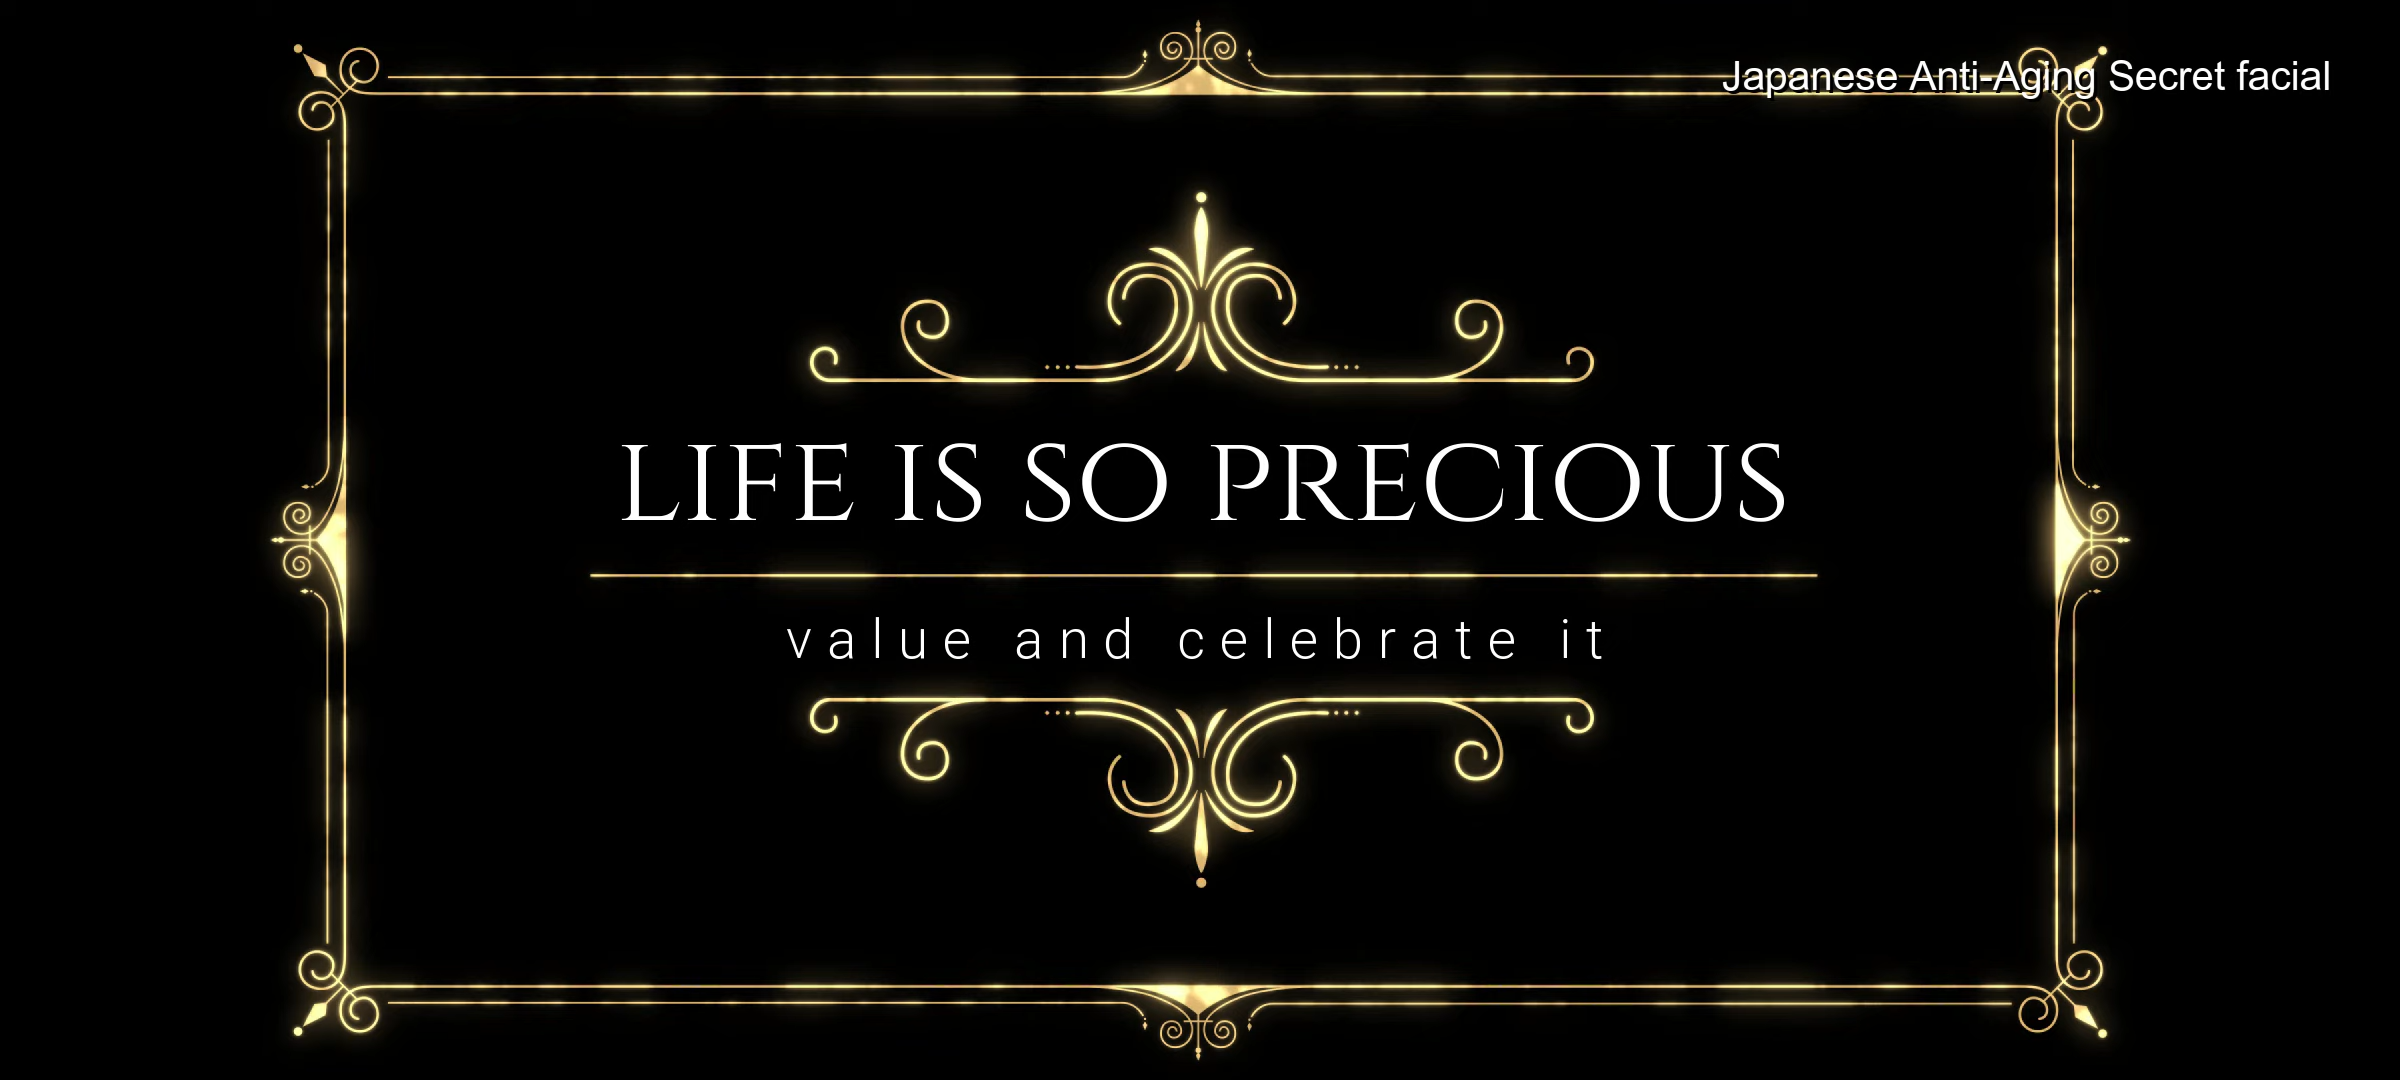 Japanese Anti-Aging Secret facial
LIFE IS SO PRECIOUS
value and celebrate it